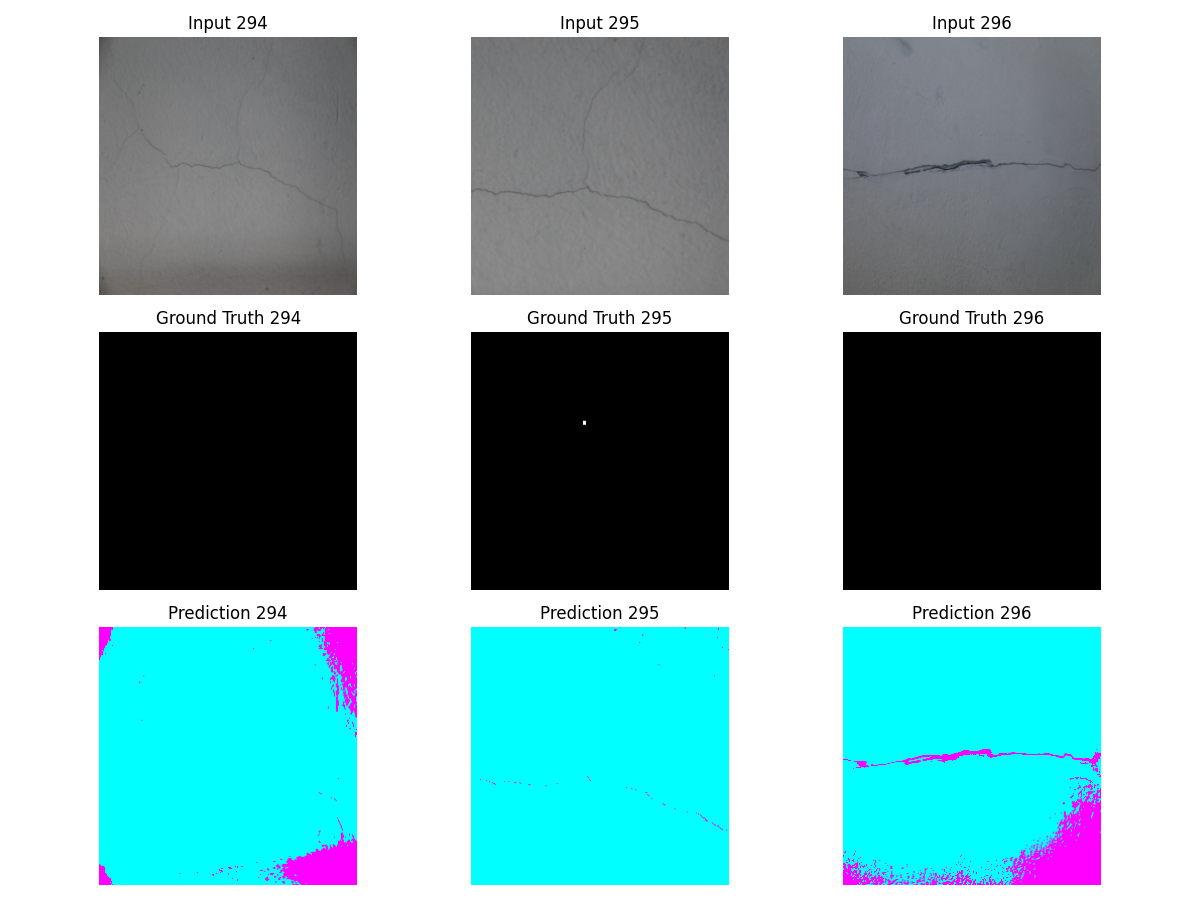 Input 294
Input 295
Input 296
Ground Truth 294
Ground Truth 295
Ground Truth 296
Prediction 294
Prediction 295
Prediction 296